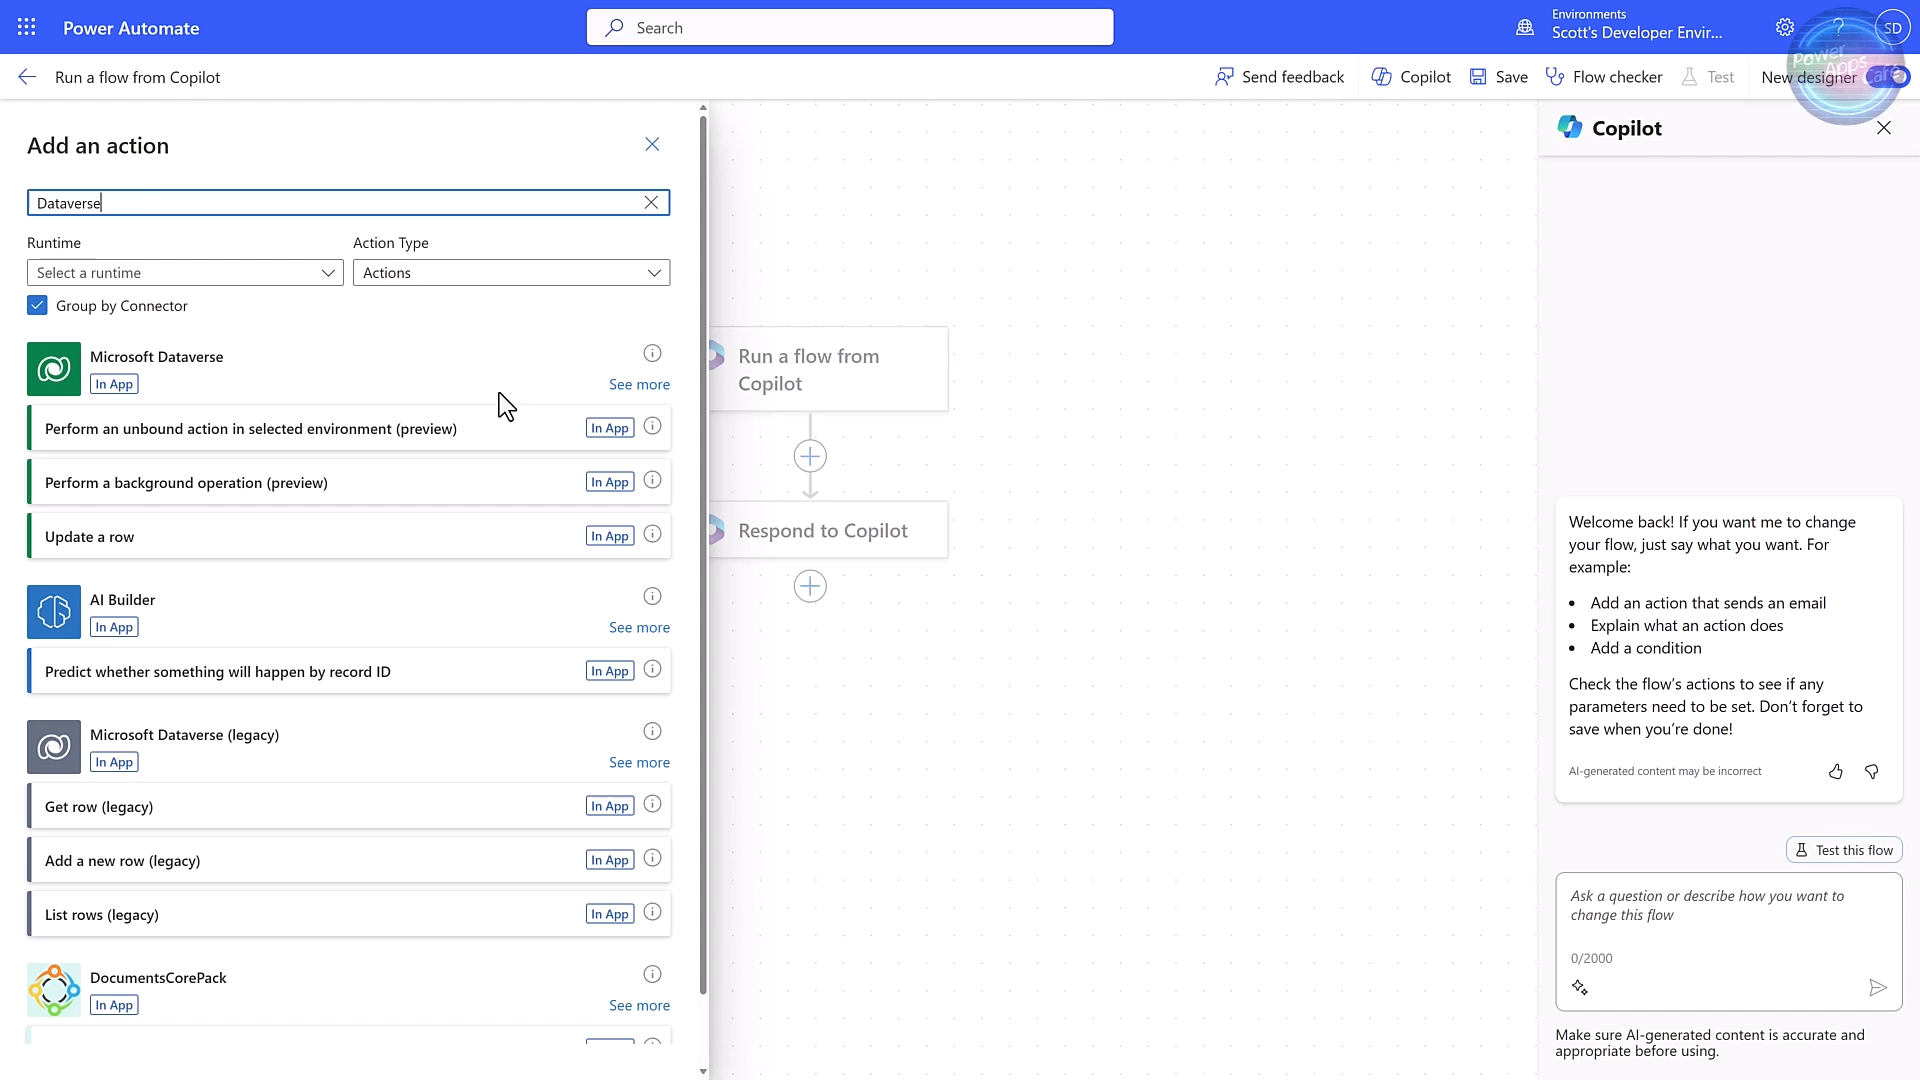 Power Automate
Search
Environments
Scott's Developer Envir...
SD
Run a flow from Copilot
Send feedback
Copilot
Save
Flow checker
Test
New designer
Power
Apps
Cafe
Add an action
Dataverse
Runtime
Action Type
Select a runtime
Actions
Group by Connector
Microsoft Dataverse
In App
See more
Perform an unbound action in selected environment (preview)
In App
Perform a background operation (preview)
In App
Update a row
In App
AI Builder
In App
See more
Predict whether something will happen by record ID
In App
Microsoft Dataverse (legacy)
In App
See more
Get row (legacy)
In App
Add a new row (legacy)
In App
List rows (legacy)
In App
DocumentsCorePack
In App
See more
Run a flow from
Copilot
Respond to Copilot
Copilot
Welcome back! If you want me to change
your flow, just say what you want. For
example:
• Add an action that sends an email
• Explain what an action does
• Add a condition
Check the flow's actions to see if any
parameters need to be set. Don't forget to
save when you're done!
AI-generated content may be incorrect
Test this flow
Ask a question or describe how you want to
change this flow
0/2000
Make sure AI-generated content is accurate and
appropriate before using.